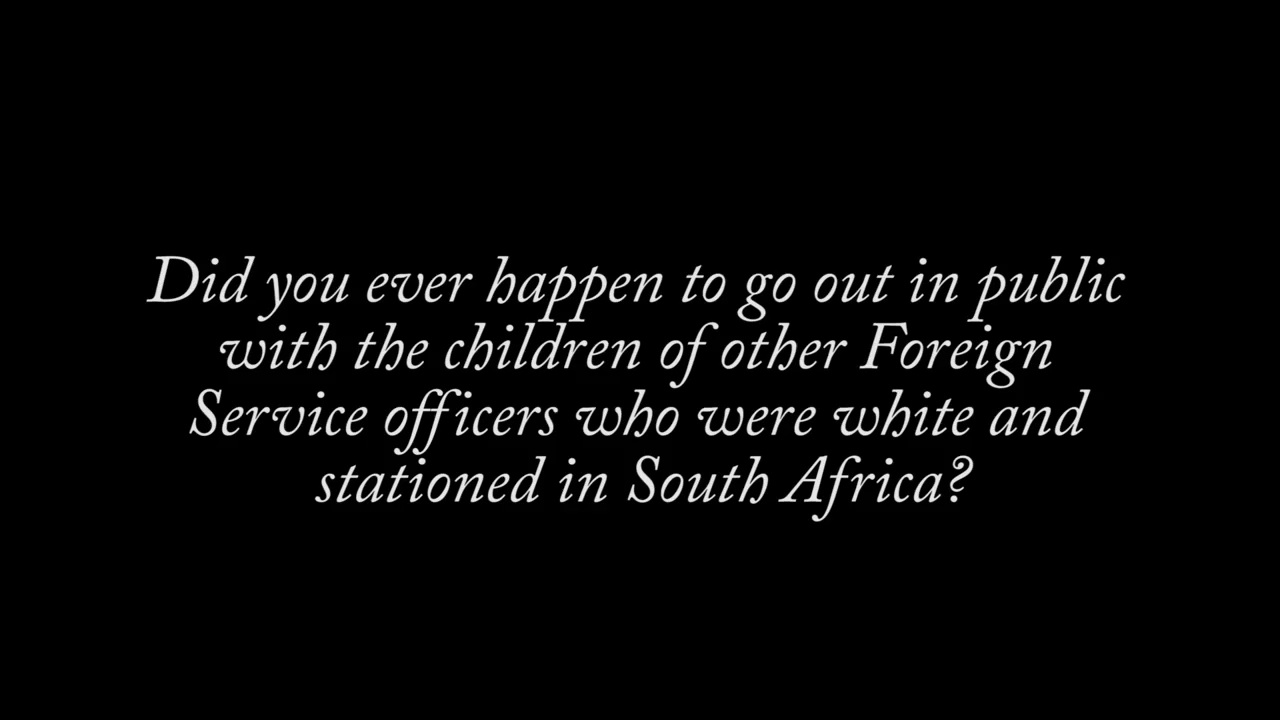 Did you ever happen to go out in public
with the children of other Foreign
Service officers who were white and
stationed in South Africa?